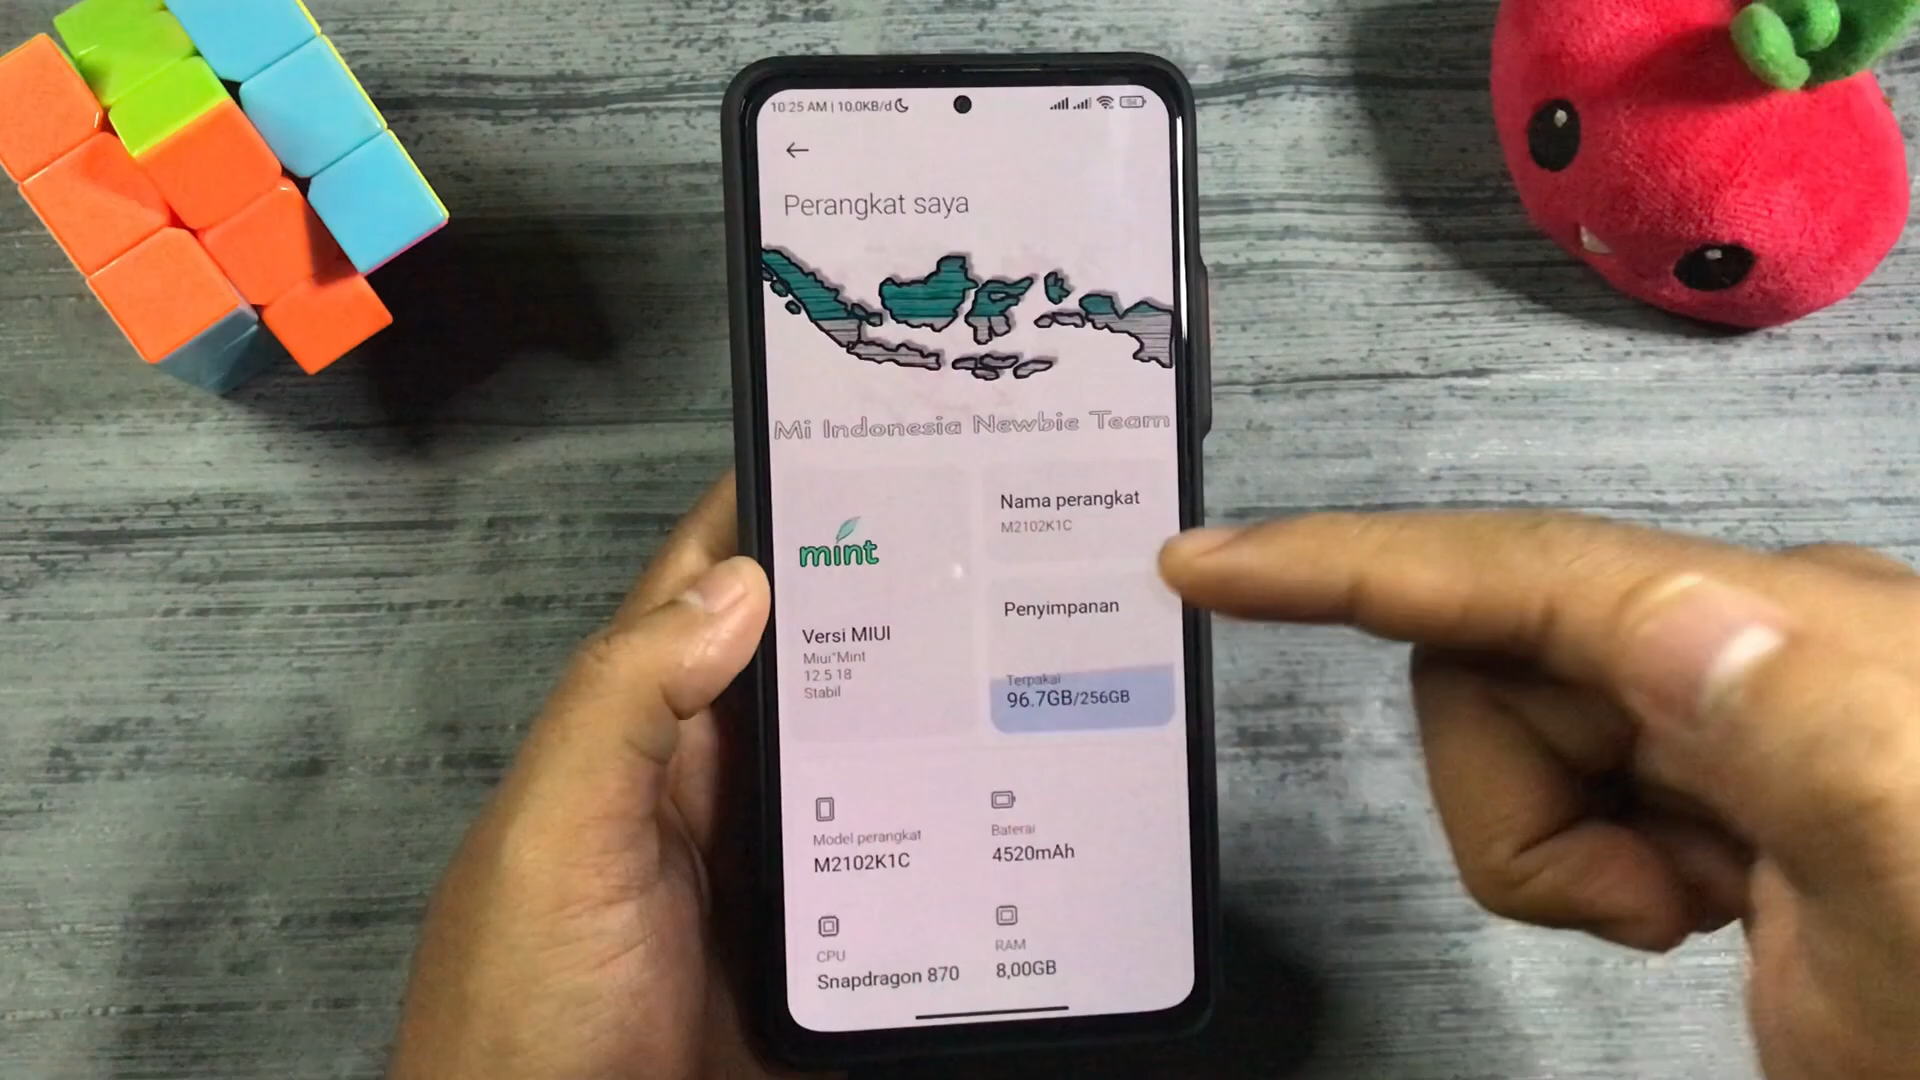 10:25 AM | 10,0KB/d
Perangkat saya
Mi Indonesia Newbie Team
mint
Versi MIUI
Miui"Mint
12 5 18
Stabil
Nama perangkat
M2102K1C
Penyimpanan
Terpakai
96.7GB/256GB
Model perangkat
M2102K1C
Baterai
4520mAh
CPU
Snapdragon 870
RAM
8,00GB